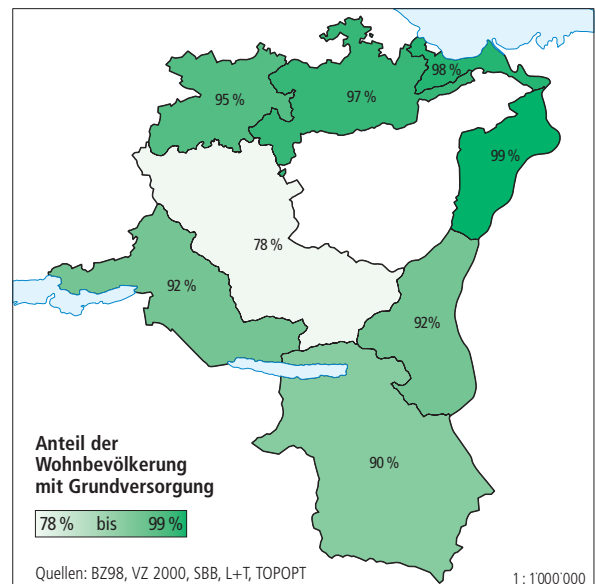 98 %
95 %
97 %
99 %
78 %
92 %
92%
90 %
Anteil der
Wohnbevölkerung
mit Grundversorgung
78 % bis 99 %
Quellen: BZ98, VZ 2000, SBB, L+T, TOPOPT
1 : 1'000'000